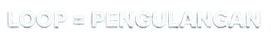 LOOP = PENGULANGAN